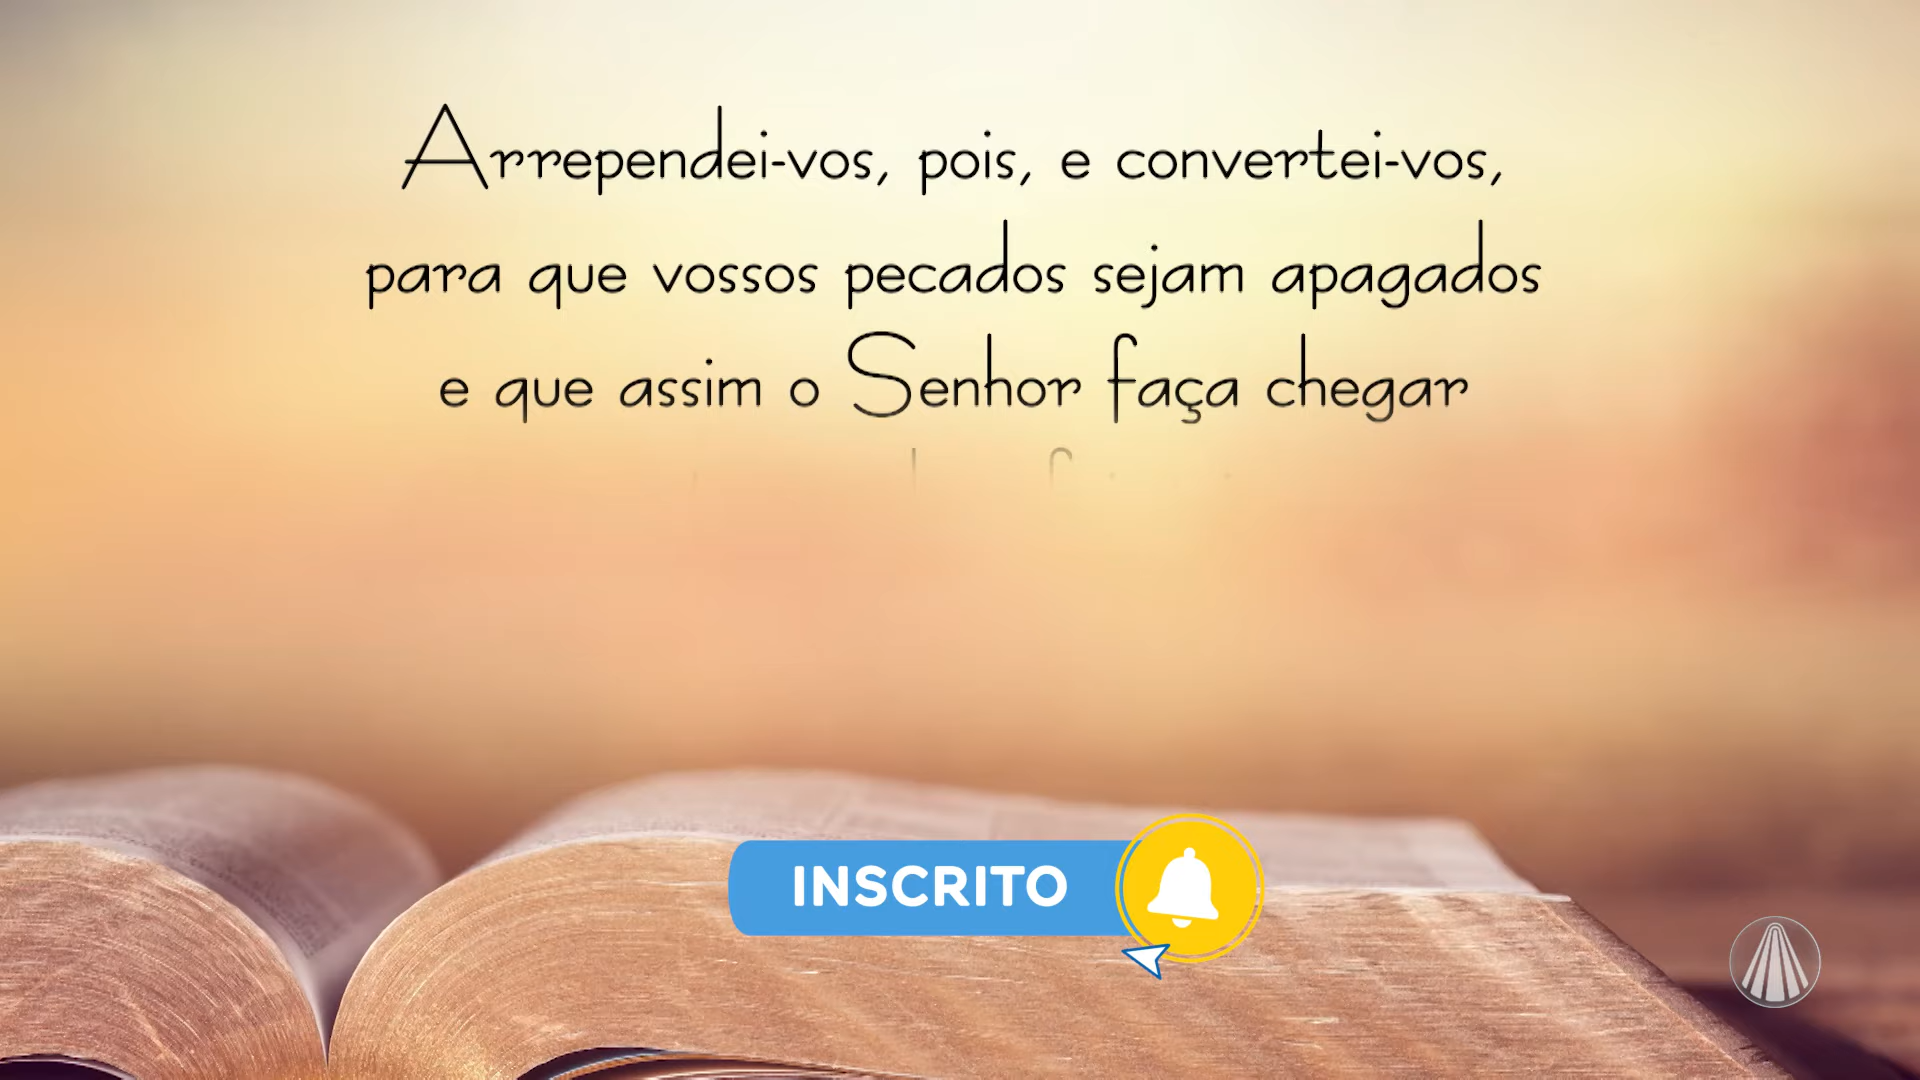 Arrependei-vos, pois, e convertei-vos,
para que vossos pecados sejam apagados
e que assim o Senhor faça chegar
INSCRITO